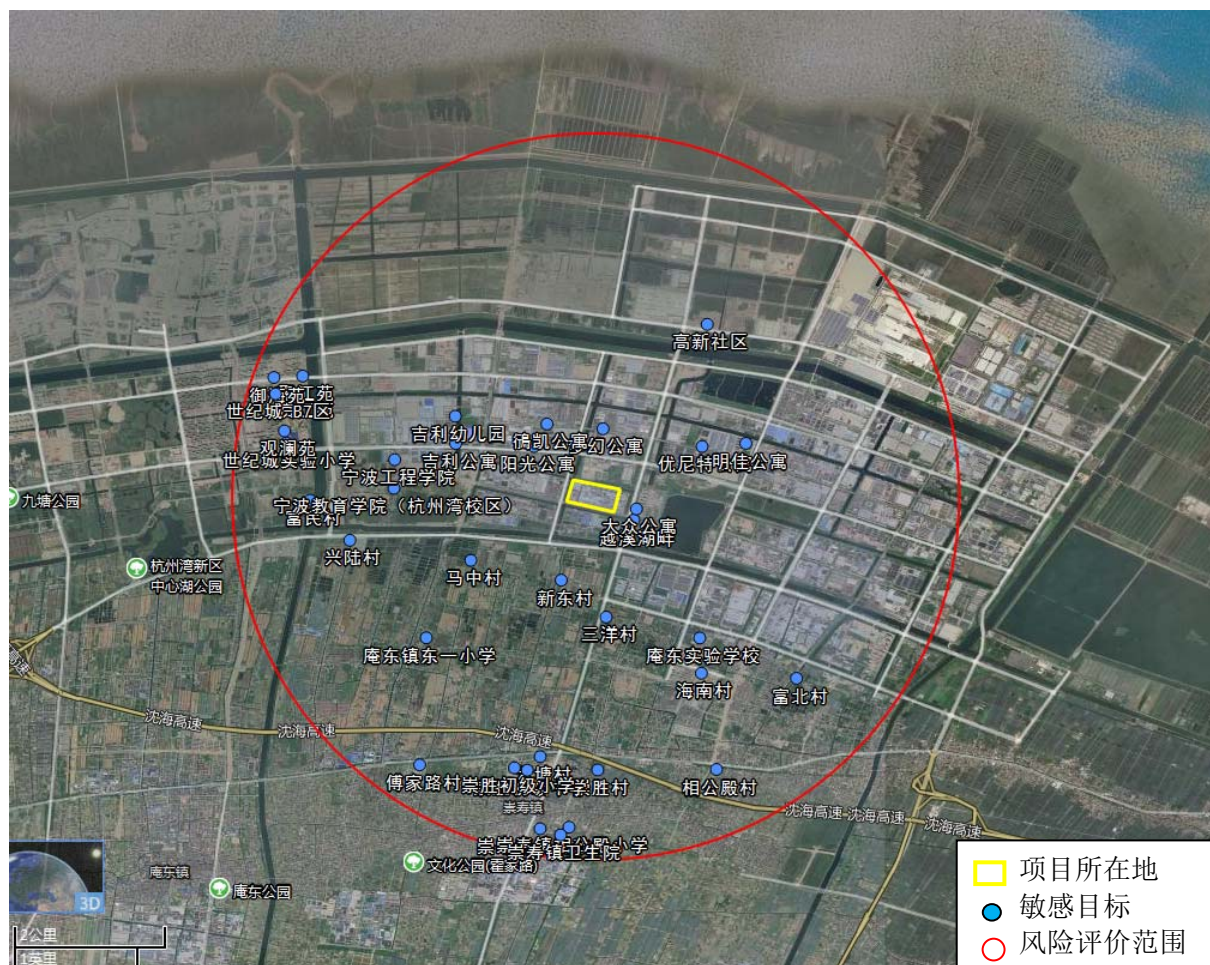 高新社区
御海苑
世纪城
B7区
观澜苑
世纪城实验小学
吉利幼儿园
吉利公寓
阳光公寓
幻公寓
优尼特
明佳公寓
宁波工程学院
宁波教育学院（杭州湾校区）
富民村
大众公寓
越溪湖畔
九塘公园
杭州湾新区
中心湖公园
兴陆村
马中村
新东村
三洋村
庵东镇东一小学
庵东实验学校
海南村
富北村
高速
沈海高速
沈海高速
沈海高速
傅家路村
塘村
崇胜初级小学
崇胜村
相公殿村
崇寿镇
沈海高速
沈海高速
沈海高速
公殿小学
崇寿镇卫生院
文化公园(霍家路)
庵东镇
庵东公园
3D
2公里
1英里
项目所在地
敏感目标
风险评价范围